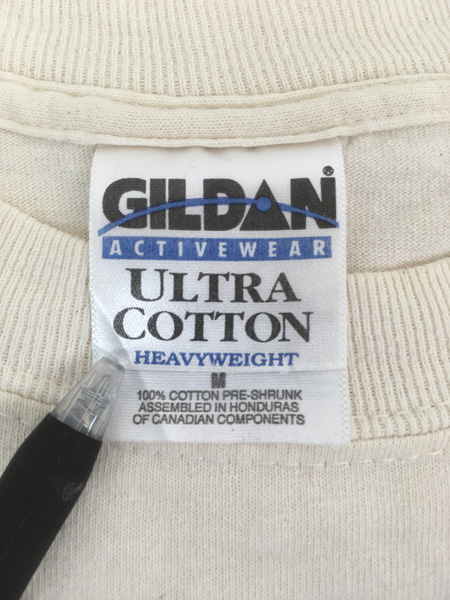 GILDAN®
ACTIVEWEAR
ULTRA
COTTON
HEAVYWEIGHT
M
100% COTTON PRE-SHRUNK
ASSEMBLED IN HONDURAS
OF CANADIAN COMPONENTS